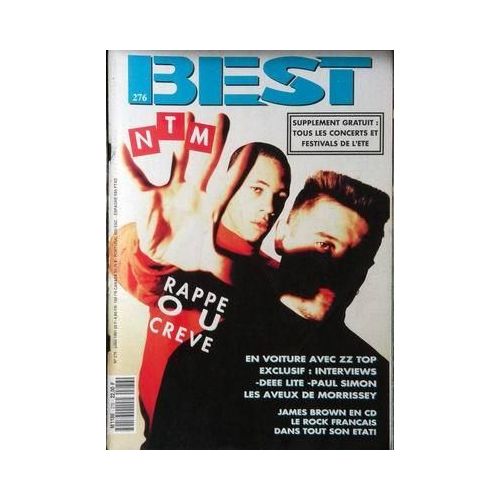 BEST
276
NTM
SUPPLEMENT GRATUIT :
TOUS LES CONCERTS ET
FESTIVALS DE L'ETE
RAPPE
OU
CREVE
EN VOITURE AVEC ZZ TOP
EXCLUSIF : INTERVIEWS
-DEEE LITE -PAUL SIMON
LES AVEUX DE MORRISSEY
JAMES BROWN EN CD
LE ROCK FRANCAIS
DANS TOUT SON ETAT!